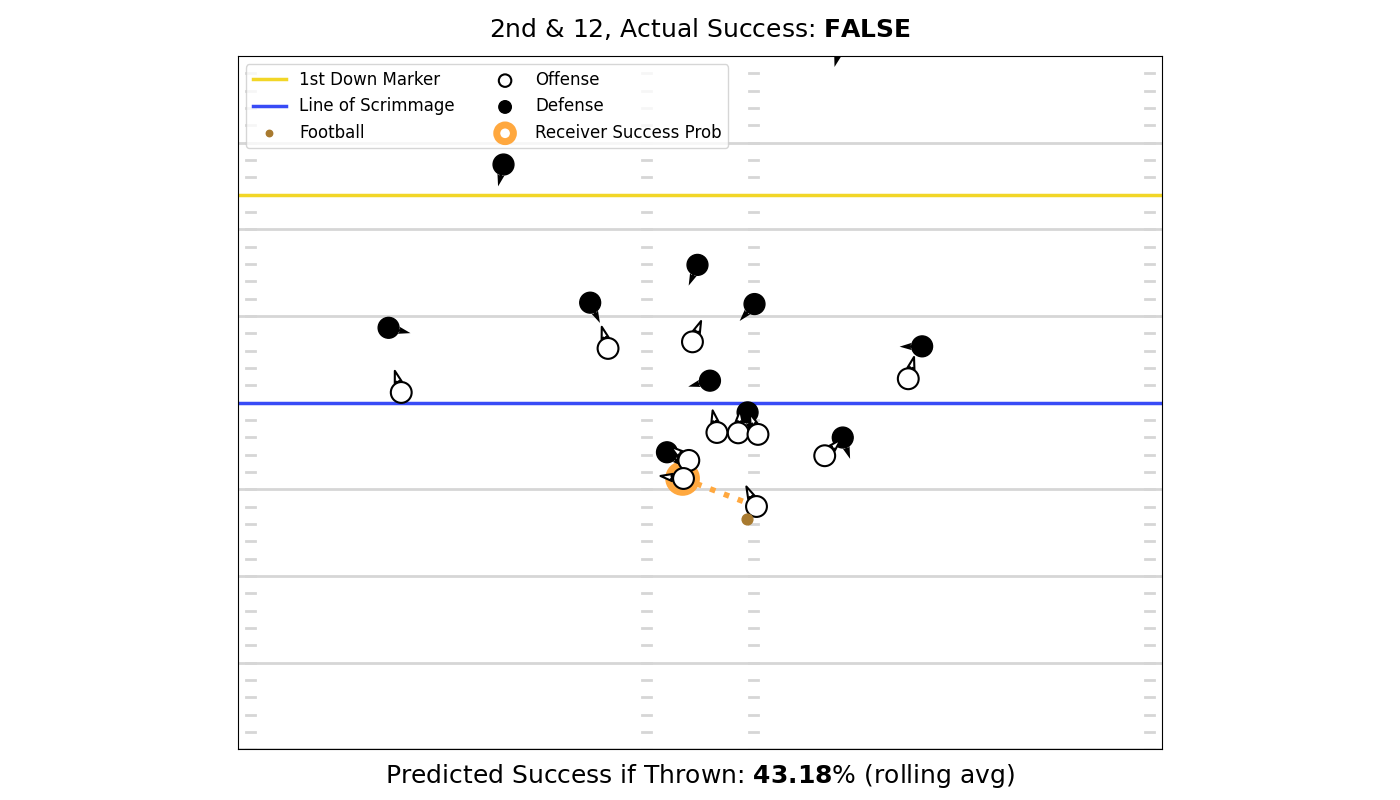 2nd & 12, Actual Success: FALSE
1st Down Marker
Line of Scrimmage
Football
Offense
Defense
Receiver Success Prob
Predicted Success if Thrown: 43.18% (rolling avg)